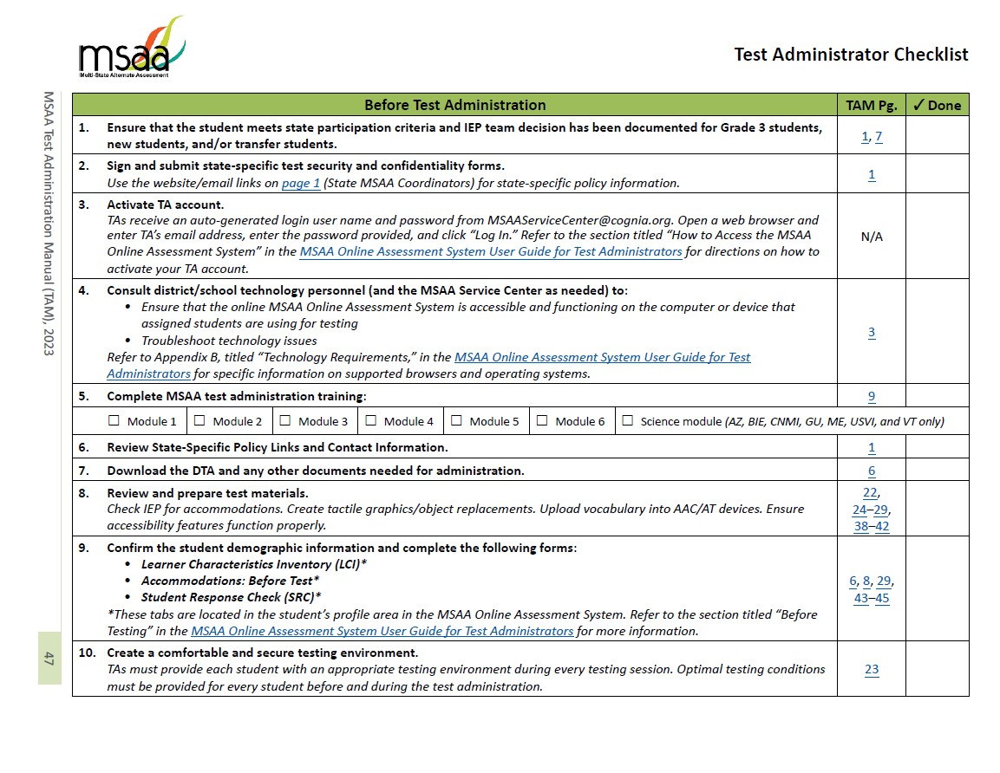 msaa
Multi-State Alternate Assessment
Test Administrator Checklist
MSAA Test Administration Manual (TAM), 2023
47
Before Test Administration TAM Pg. ✓ Done
1. Ensure that the student meets state participation criteria and IEP team decision has been documented for Grade 3 students,
new students, and/or transfer students.
1, 7
2. Sign and submit state-specific test security and confidentiality forms.
Use the website/email links on page 1 (State MSAA Coordinators) for state-specific policy information.
1
3. Activate TA account.
TAs receive an auto-generated login user name and password from MSAAServiceCenter@cognia.org. Open a web browser and
enter TA's email address, enter the password provided, and click “Log In.” Refer to the section titled “How to Access the MSAA
Online Assessment System” in the MSAA Online Assessment System User Guide for Test Administrators for directions on how to
activate your TA account.
N/A
4. Consult district/school technology personnel (and the MSAA Service Center as needed) to:
• Ensure that the online MSAA Online Assessment System is accessible and functioning on the computer or device that
assigned students are using for testing
• Troubleshoot technology issues
Refer to Appendix B, titled “Technology Requirements,” in the MSAA Online Assessment System User Guide for Test
Administrators for specific information on supported browsers and operating systems.
3
5. Complete MSAA test administration training: 9
☐ Module 1 ☐ Module 2 ☐ Module 3 ☐ Module 4 ☐ Module 5 ☐ Module 6 ☐ Science module (AZ, BIE, CNMI, GU, ME, USVI, and VT only)
6. Review State-Specific Policy Links and Contact Information. 1
7. Download the DTA and any other documents needed for administration. 6
8. Review and prepare test materials.
Check IEP for accommodations. Create tactile graphics/object replacements. Upload vocabulary into AAC/AT devices. Ensure
accessibility features function properly.
22,
24–29,
38–42
9. Confirm the student demographic information and complete the following forms:
• Learner Characteristics Inventory (LCI)*
• Accommodations: Before Test*
• Student Response Check (SRC)*
*These tabs are located in the student's profile area in the MSAA Online Assessment System. Refer to the section titled “Before
Testing” in the MSAA Online Assessment System User Guide for Test Administrators for more information.
6, 8, 29,
43–45
10. Create a comfortable and secure testing environment.
TAs must provide each student with an appropriate testing environment during every testing session. Optimal testing conditions
must be provided for every student before and during the test administration.
23